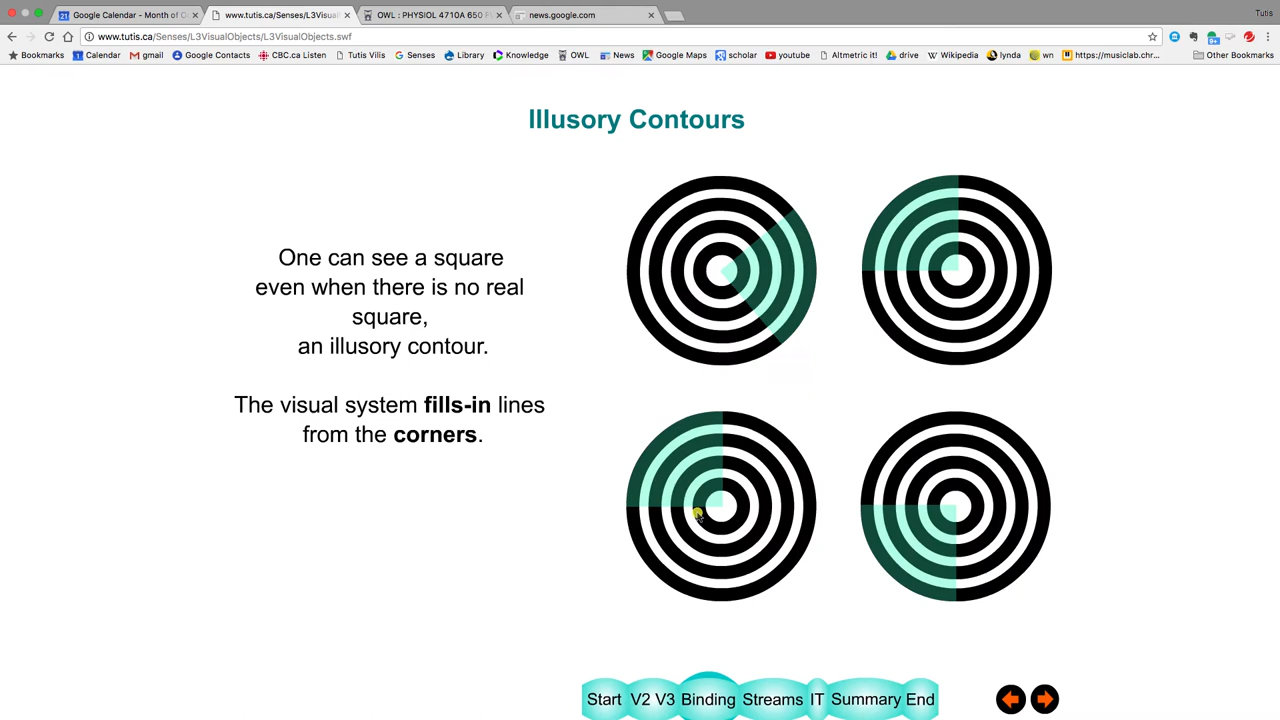 Google Calendar - Month of O
www.tutis.ca/Senses/L3Visual
OWL : PHYSIOL 4710A 650 F
news.google.com
Tutis
www.tutis.ca/Senses/L3VisualObjects/L3VisualObjects.swf
Bookmarks Calendar gmail Google Contacts CBC.ca Listen Tutis Vilis Senses Library Knowledge OWL News Google Maps scholar youtube Altmetric it! drive Wikipedia lynda wn https://musiclab.chr... Other Bookmarks
Illusory Contours
One can see a square
even when there is no real
square,
an illusory contour.
The visual system fills-in lines
from the corners.
Start V2 V3 Binding Streams IT Summary End